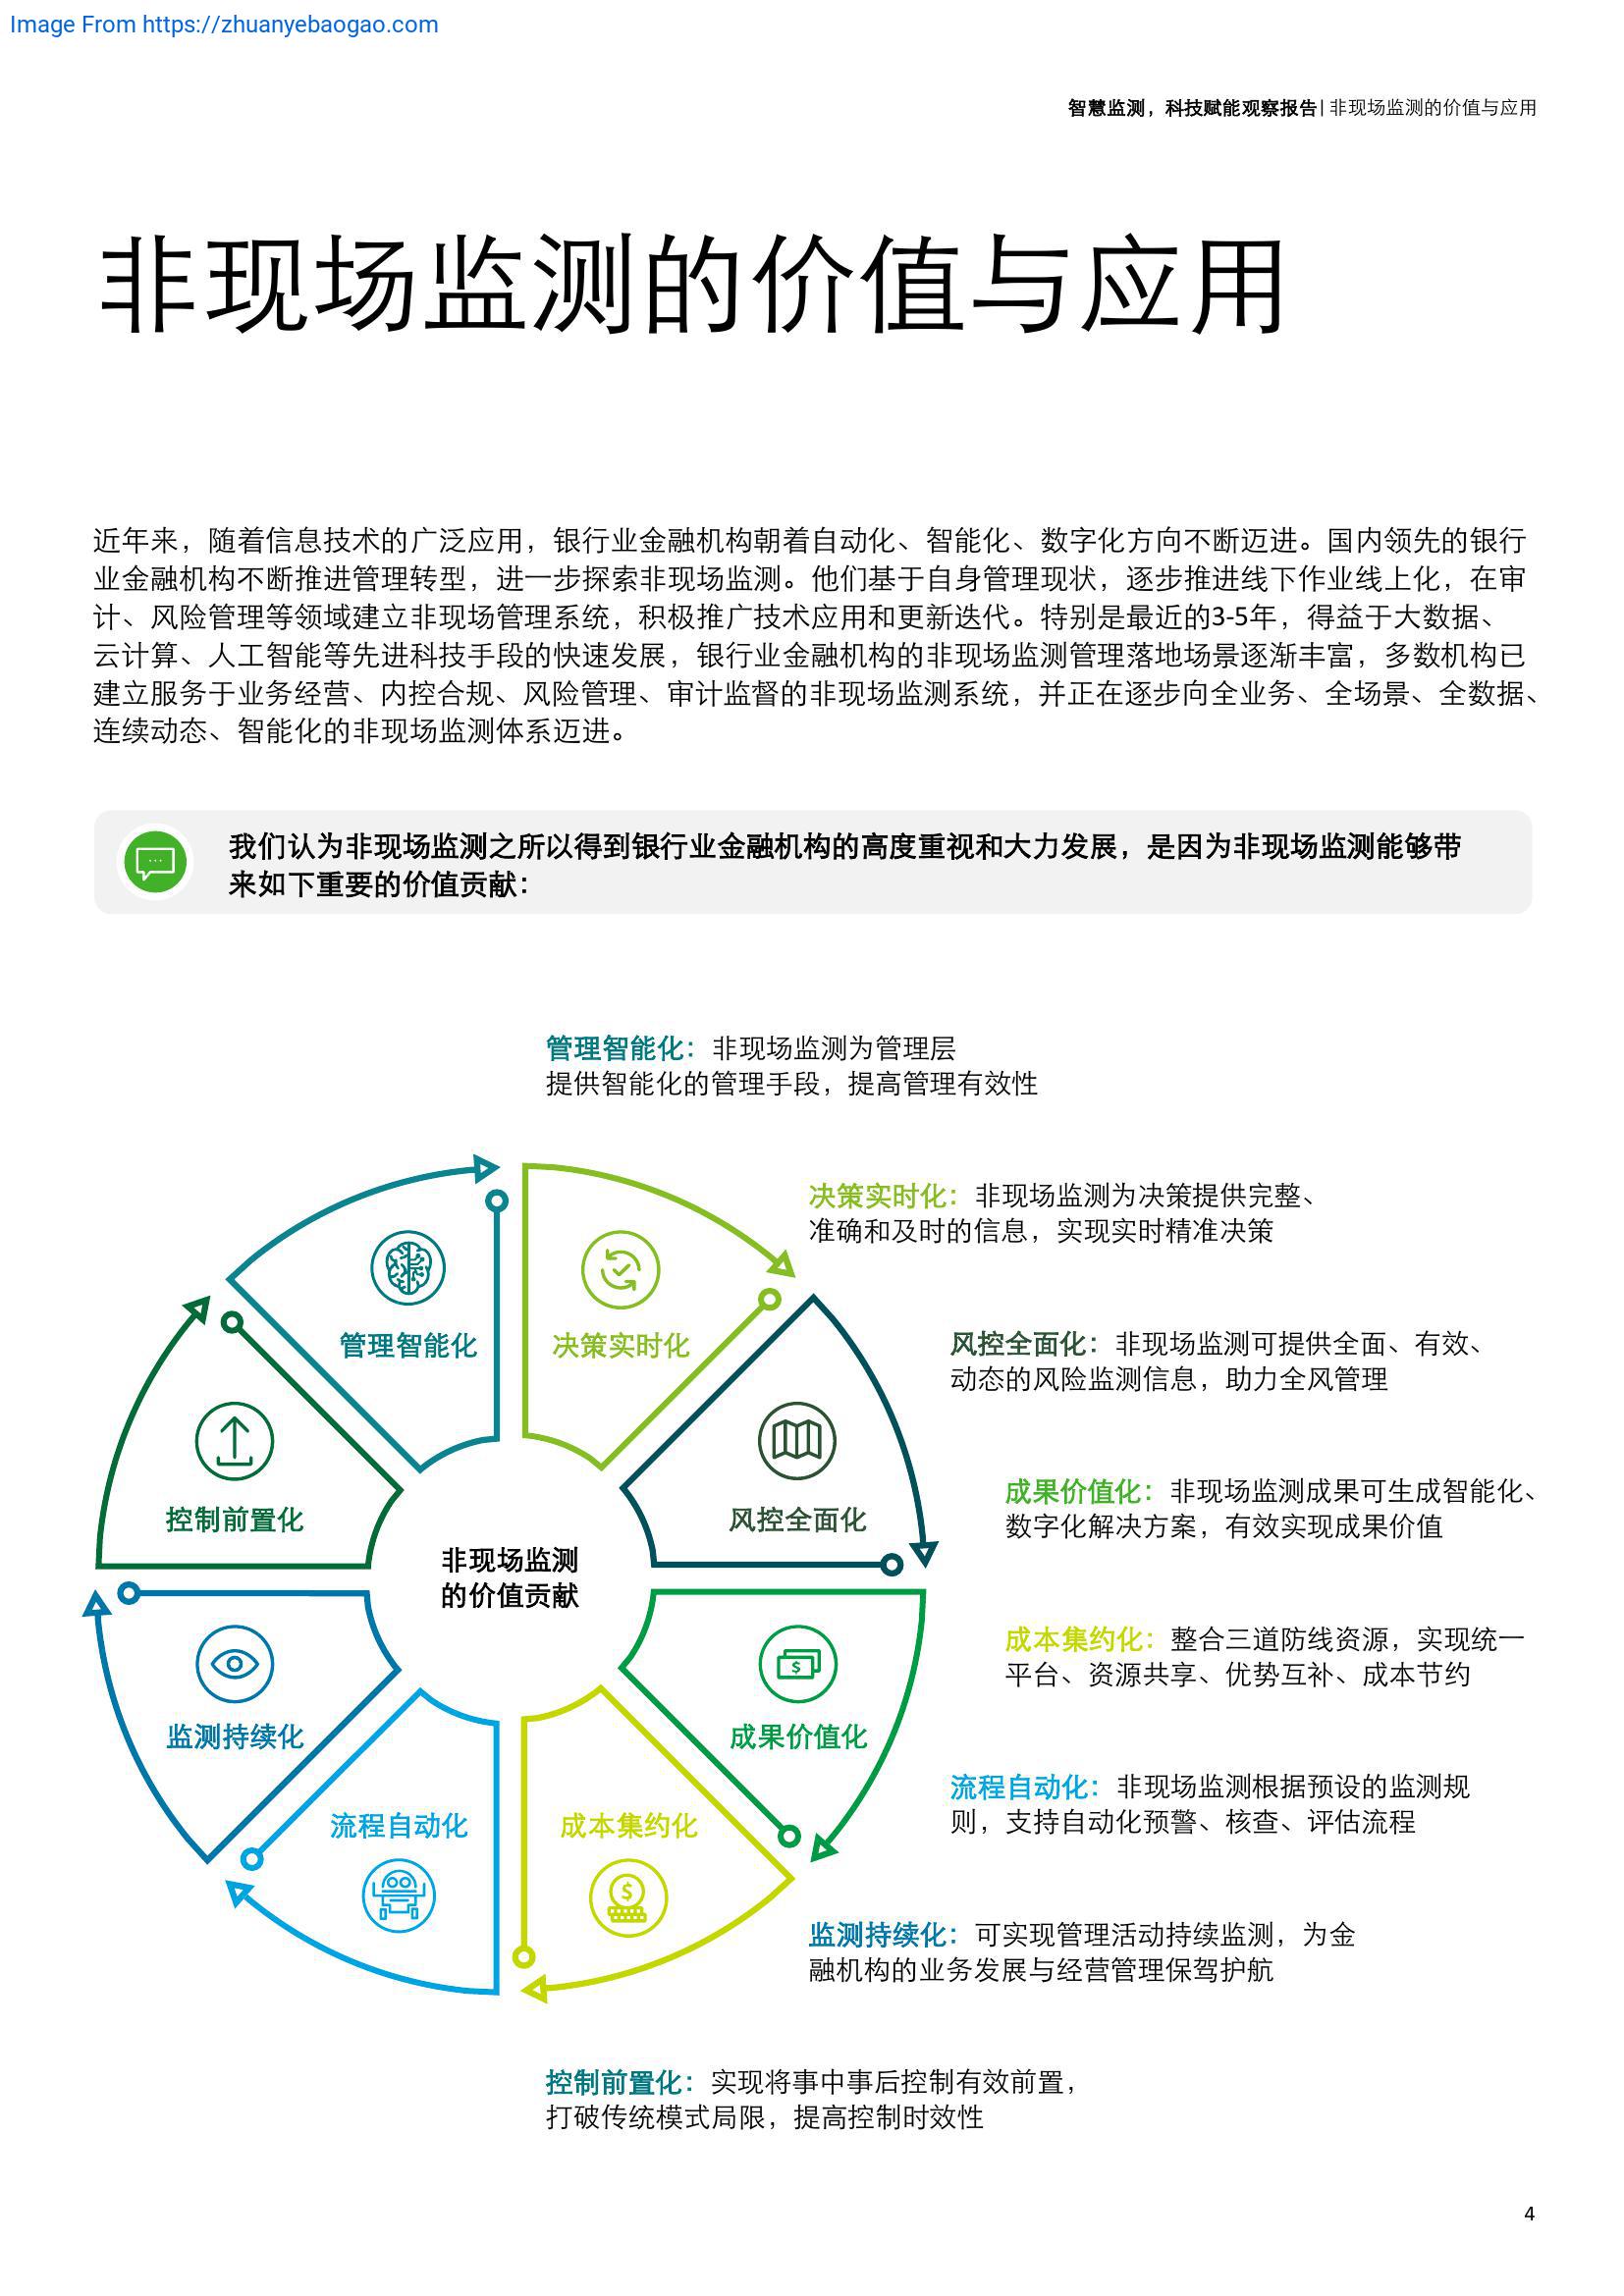 Image From https://zhuanyebaogao.com
智慧监测，科技赋能观察报告| 非现场监测的价值与应用
非现场监测的价值与应用
近年来，随着信息技术的广泛应用，银行业金融机构朝着自动化、智能化、数字化方向不断迈进。国内领先的银行
业金融机构不断推进管理转型，进一步探索非现场监测。他们基于自身管理现状，逐步推进线下作业线上化，在审
计、风险管理等领域建立非现场管理系统，积极推广技术应用和更新迭代。特别是最近的3-5年，得益于大数据、
云计算、人工智能等先进科技手段的快速发展，银行业金融机构的非现场监测管理落地场景逐渐丰富，多数机构已
建立服务于业务经营、内控合规、风险管理、审计监督的非现场监测系统，并正在逐步向全业务、全场景、全数据、
连续动态、智能化的非现场监测体系迈进。
我们认为非现场监测之所以得到银行业金融机构的高度重视和大力发展，是因为非现场监测能够带
来如下重要的价值贡献：
管理智能化：非现场监测为管理层
提供智能化的管理手段，提高管理有效性
决策实时化：非现场监测为决策提供完整、
准确和及时的信息，实现实时精准决策
风控全面化：非现场监测可提供全面、有效、
动态的风险监测信息，助力全风管理
成果价值化：非现场监测成果可生成智能化、
数字化解决方案，有效实现成果价值
成本集约化：整合三道防线资源，实现统一
平台、资源共享、优势互补、成本节约
流程自动化：非现场监测根据预设的监测规
则，支持自动化预警、核查、评估流程
监测持续化：可实现管理活动持续监测，为金
融机构的业务发展与经营管理保驾护航
控制前置化：实现将事中事后控制有效前置，
打破传统模式局限，提高控制时效性
管理智能化
决策实时化
控制前置化
风控全面化
非现场监测
的价值贡献
监测持续化
成果价值化
流程自动化
成本集约化
4